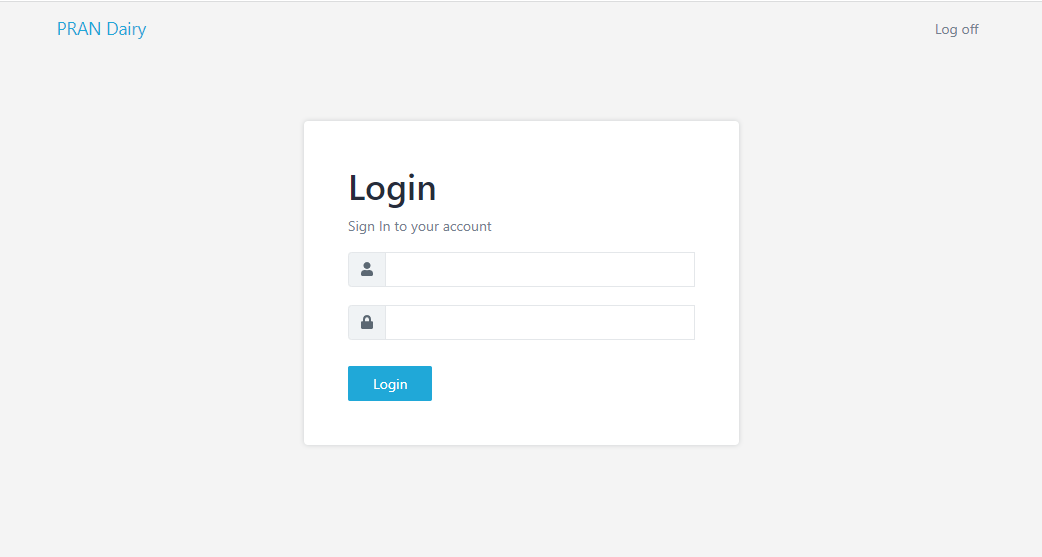 PRAN Dairy
Log off
Login
Sign In to your account
Login